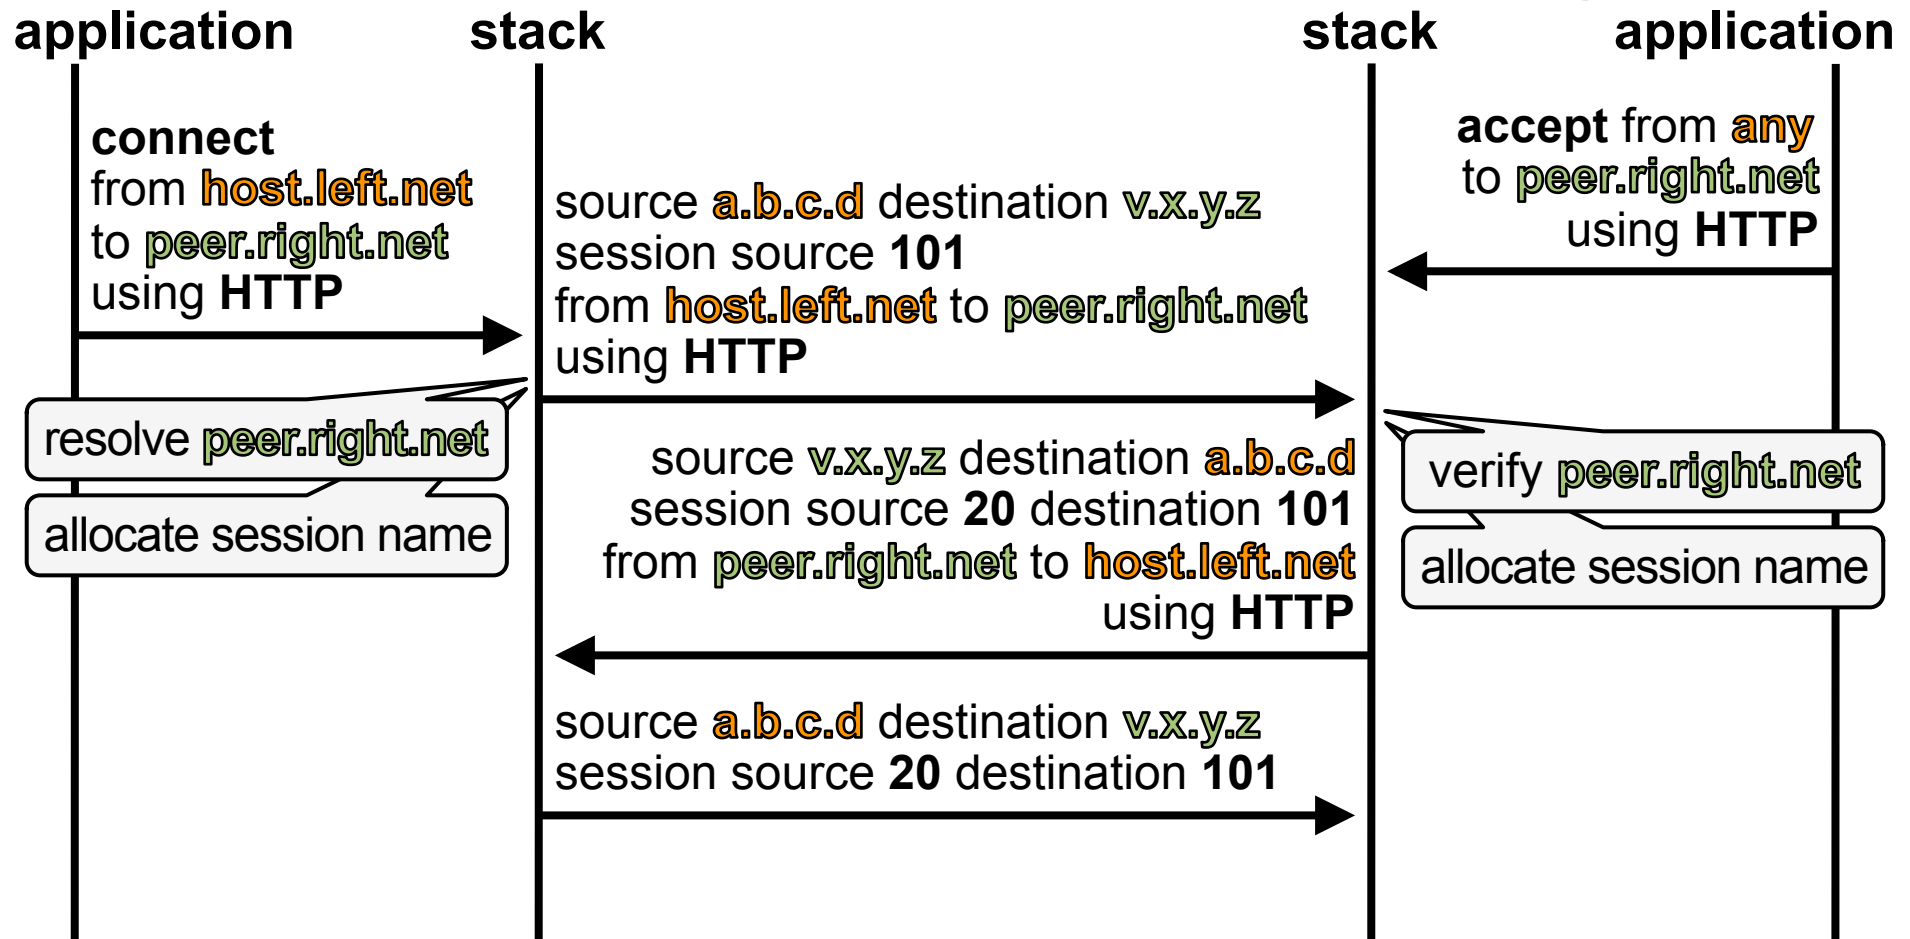 application
stack
stack
application
connect
from host.left.net
to peer.right.net
using HTTP
accept from any
to peer.right.net
using HTTP
source a.b.c.d destination v.x.y.z
session source 101
from host.left.net to peer.right.net
using HTTP
resolve peer.right.net
allocate session name
verify peer.right.net
allocate session name
source v.x.y.z destination a.b.c.d
session source 20 destination 101
from peer.right.net to host.left.net
using HTTP
source a.b.c.d destination v.x.y.z
session source 20 destination 101